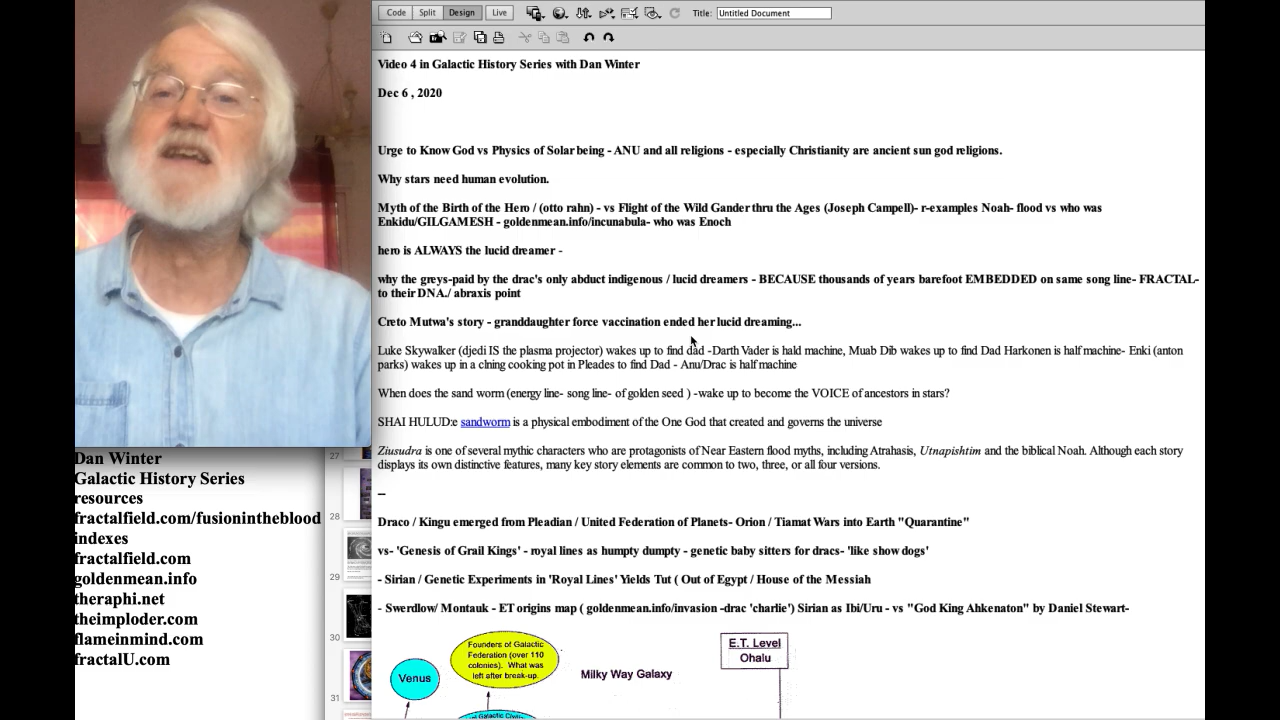 Code Split Design Live Title: Untitled Document
Video 4 in Galactic History Series with Dan Winter
Dec 6 , 2020
Urge to Know God vs Physics of Solar being - ANU and all religions - especially Christianity are ancient sun god religions.
Why stars need human evolution.
Myth of the Birth of the Hero / (otto rahn) - vs Flight of the Wild Gander thru the Ages (Joseph Campell)- r-examples Noah- flood vs who was
Enkidu/GILGAMESH - goldenmean.info/incunabula- who was Enoch
hero is ALWAYS the lucid dreamer -
why the greys-paid by the drac's only abduct indigenous / lucid dreamers - BECAUSE thousands of years barefoot EMBEDDED on same song line- FRACTAL-
to their DNA./ abraxis point
Creto Mutwa's story - granddaughter force vaccination ended her lucid dreaming...
Luke Skywalker (djedi IS the plasma projector) wakes up to find dad -Darth Vader is hald machine, Muab Dib wakes up to find Dad Harkonen is half machine- Enki (anton
parks) wakes up in a clning cooking pot in Pleades to find Dad - Anu/Drac is half machine
When does the sand worm (energy line- song line- of golden seed ) -wake up to become the VOICE of ancestors in stars?
SHAI HULUD:e sandworm is a physical embodiment of the One God that created and governs the universe
Ziusudra is one of several mythic characters who are protagonists of Near Eastern flood myths, including Atrahasis, Utnapishtim and the biblical Noah. Although each story
displays its own distinctive features, many key story elements are common to two, three, or all four versions.
—
Draco / Kingu emerged from Pleadian / United Federation of Planets- Orion / Tiamat Wars into Earth "Quarantine"
vs- 'Genesis of Grail Kings' - royal lines as humpty dumpty - genetic baby sitters for dracs- 'like show dogs'
- Sirian / Genetic Experiments in 'Royal Lines' Yields Tut ( Out of Egypt / House of the Messiah
- Swerdlow/ Montauk - ET origins map ( goldenmean.info/invasion -drac 'charlie') Sirian as Ibi/Uru - vs "God King Ahkenaton" by Daniel Stewart-
Founders of Galactic
Federation (over 110
colonies). What was
left after break-up.
Venus
Milky Way Galaxy
E.T. Level
Ohalu
Dan Winter
Galactic History Series
resources
fractalfield.com/fusionintheblood
indexes
fractalfield.com
goldenmean.info
theraphi.net
theimploder.com
flameinmind.com
fractalU.com
27
28
29
30
31